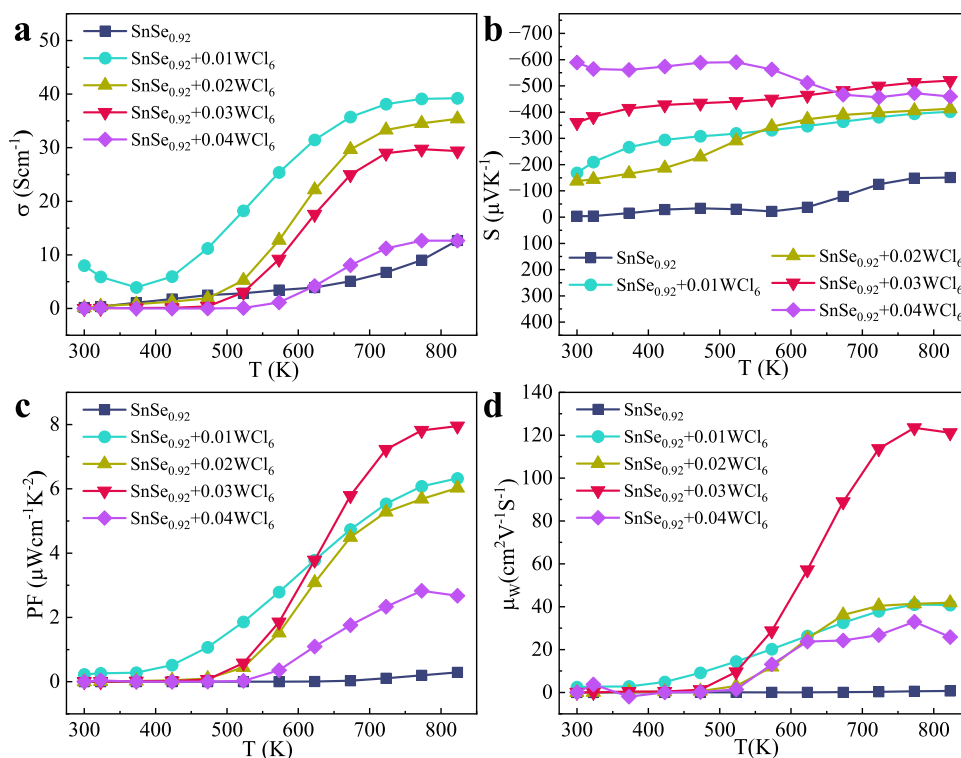 a
SnSe0.92
SnSe0.92+0.01WCl6
SnSe0.92+0.02WCl6
SnSe0.92+0.03WCl6
SnSe0.92+0.04WCl6
50
40
30
20
10
0
σ (Scm-1)
300 400 500 600 700 800
T (K)
b
−700
−600
−500
−400
−300
−200
−100
0
100
200
300
400
S (μVK-1)
SnSe0.92
SnSe0.92+0.01WCl6
SnSe0.92+0.02WCl6
SnSe0.92+0.03WCl6
SnSe0.92+0.04WCl6
300 400 500 600 700 800
T (K)
c
SnSe0.92
SnSe0.92+0.01WCl6
SnSe0.92+0.02WCl6
SnSe0.92+0.03WCl6
SnSe0.92+0.04WCl6
8
6
4
2
0
PF (μWcm-1K-2)
300 400 500 600 700 800
T (K)
d
SnSe0.92
SnSe0.92+0.01WCl6
SnSe0.92+0.02WCl6
SnSe0.92+0.03WCl6
SnSe0.92+0.04WCl6
140
120
100
80
60
40
20
0
μW(cm2V-1S-1)
300 400 500 600 700 800
T(K)